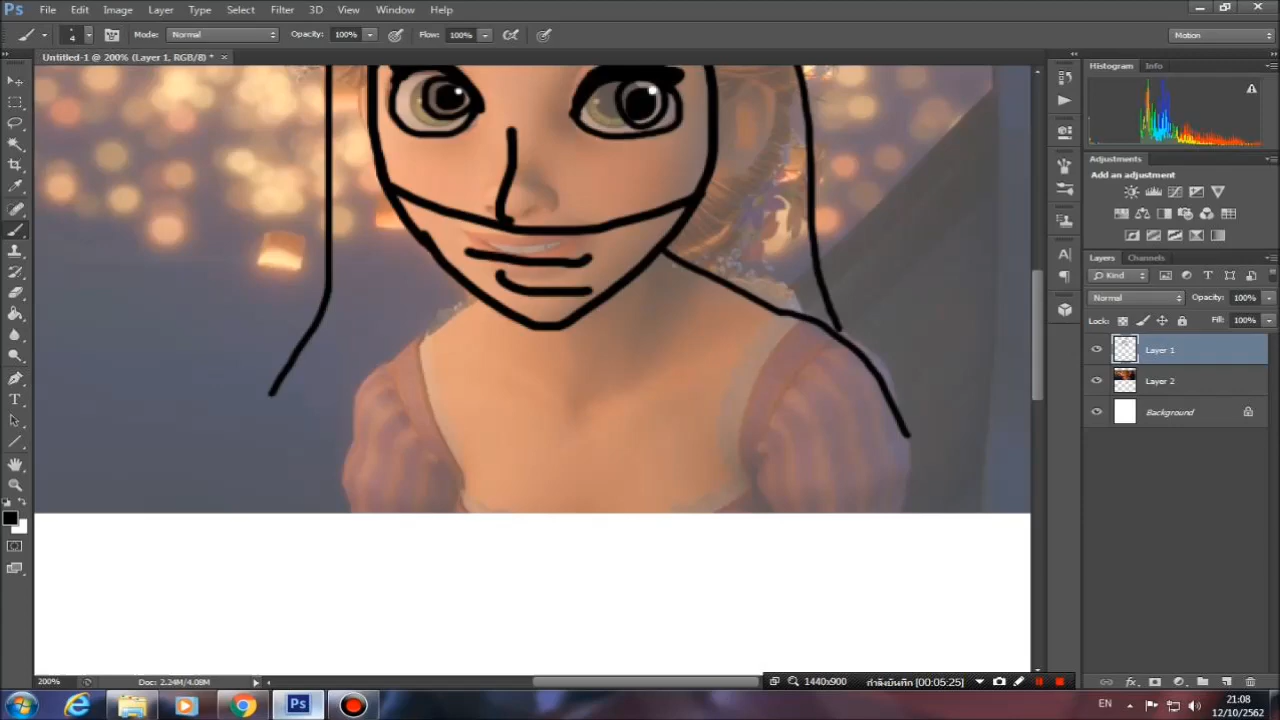 Ps File Edit Image Layer Type Select Filter 3D View Window Help
4 Mode: Normal Opacity: 100% Flow: 100% Motion
Untitled-1 @ 200% (Layer 1, RGB/8) * ×
Histogram Info
Adjustments
Add an adjustment
Layers Channels
Kind
Normal Opacity: 100%
Lock: Fill: 100%
Layer 1
Layer 2
Background
200% Doc: 2.24M/4.08M
1440x900 กำลังบันทึก [00:05:25]
Ps EN 21:08
12/10/2562